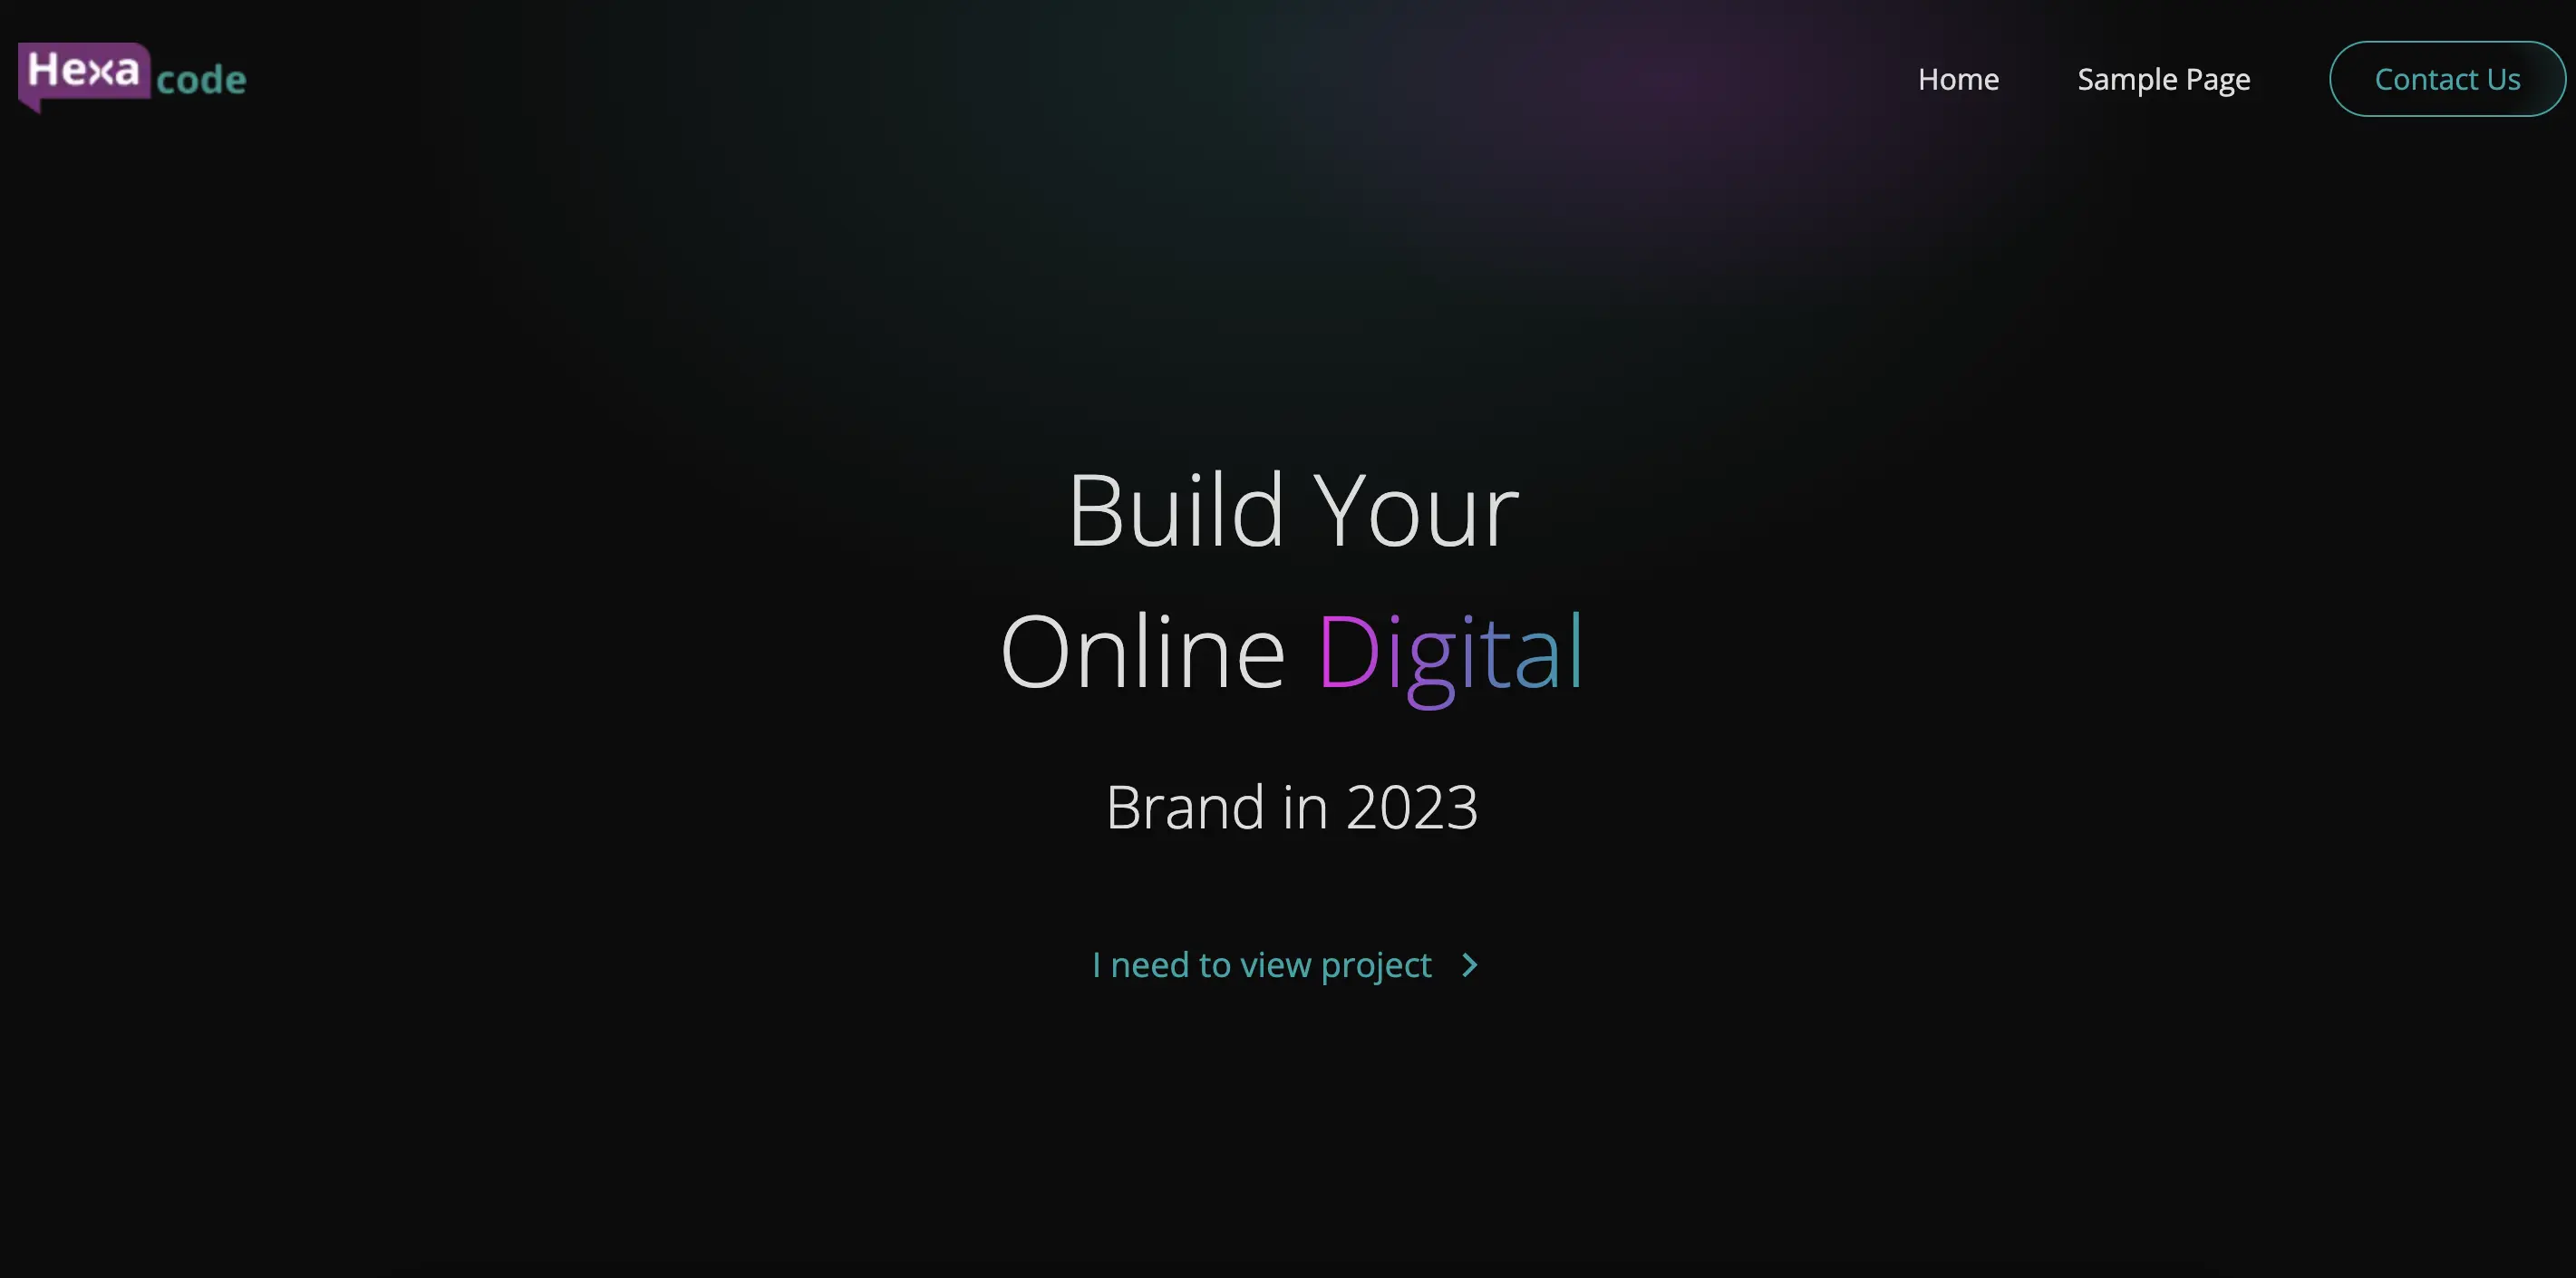 Hexa code
Home Sample Page Contact Us
Build Your
Online Digital
Brand in 2023
I need to view project